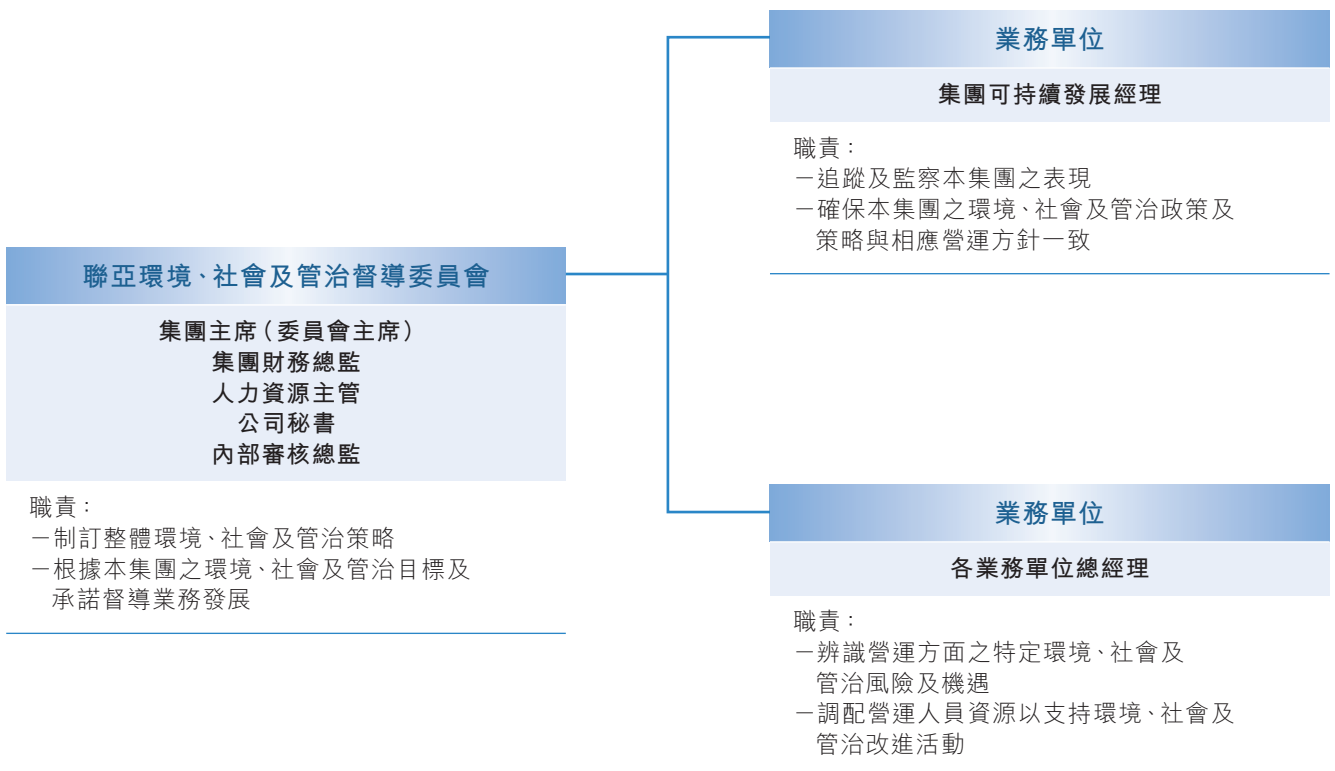 聯亞環境、社會及管治督導委員會
集團主席（委員會主席）
集團財務總監
人力資源主管
公司秘書
內部審核總監
職責：
－制訂整體環境、社會及管治策略
－根據本集團之環境、社會及管治目標及
承諾督導業務發展
業務單位
集團可持續發展經理
職責：
－追蹤及監察本集團之表現
－確保本集團之環境、社會及管治政策及
策略與相應營運方針一致
業務單位
各業務單位總經理
職責：
－辨識營運方面之特定環境、社會及
管治風險及機遇
－調配營運人員資源以支持環境、社會及
管治改進活動